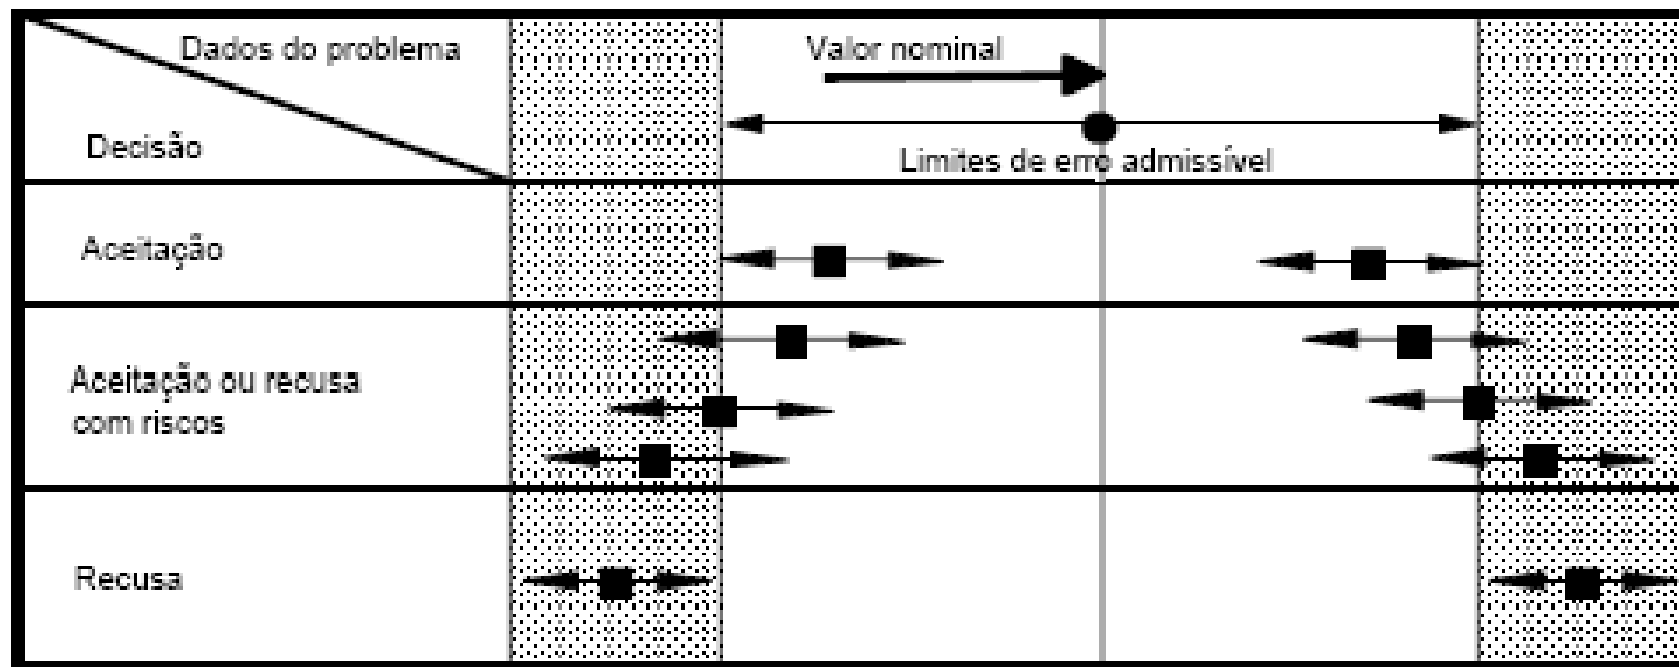 Dados do problema
Valor nominal
Decisão
Limites de erro admissível
Aceitação
Aceitação ou recusa
com riscos
Recusa